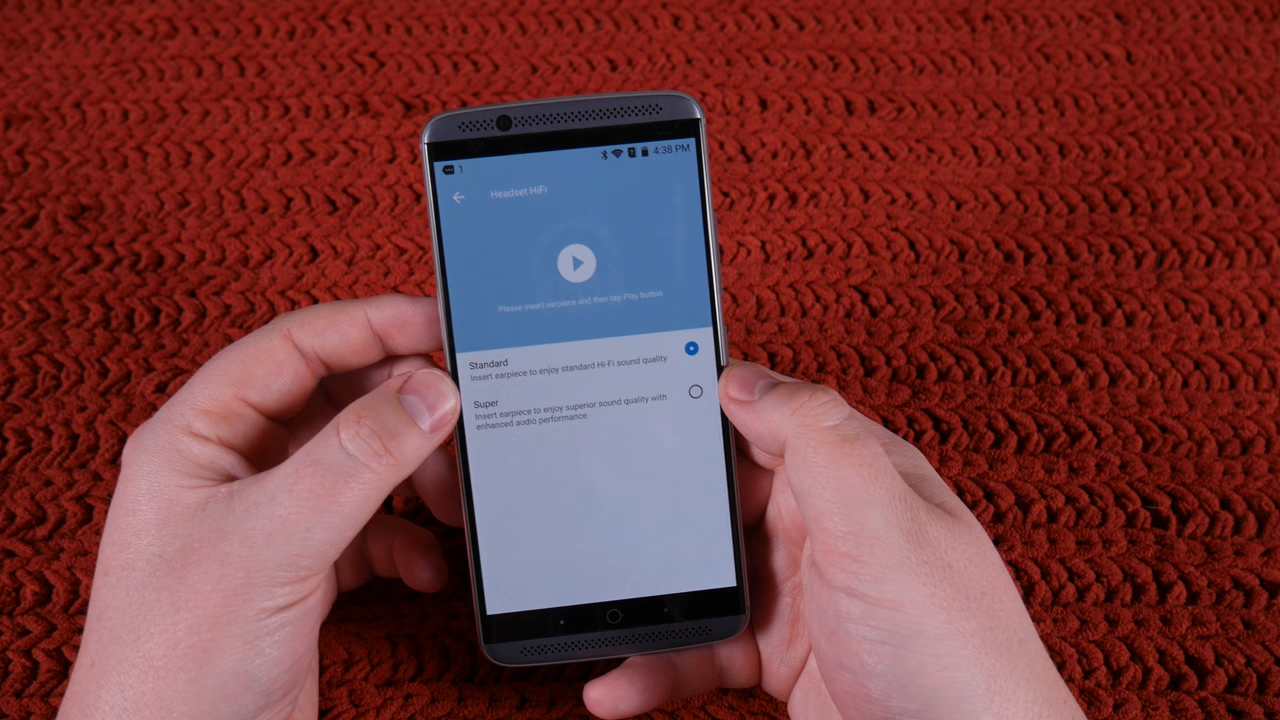 1 4:38 PM
Headset HiFi
Please insert earpiece and then tap Play button
Standard
Insert earpiece to enjoy standard Hi-Fi sound quality
Super
Insert earpiece to enjoy superior sound quality with
enhanced audio performance.